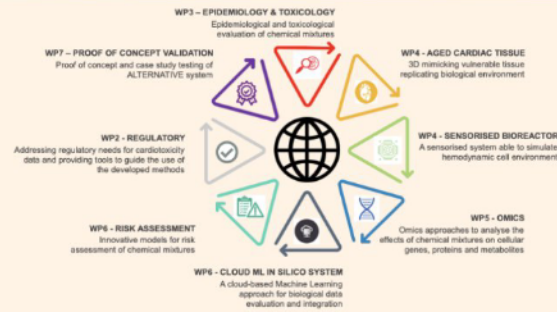 WP3 – EPIDEMIOLOGY & TOXICOLOGY
Epidemiological and toxicological
evaluation of chemical mixtures
WP7 – PROOF OF CONCEPT VALIDATION
Proof of concept and case study testing of
ALTERNATIVE system
WP4 - AGED CARDIAC TISSUE
3D mimicking vulnerable tissue
replicating biological environment
WP2 - REGULATORY
Addressing regulatory needs for cardiotoxicity
data and providing tools to guide the use of
the developed methods
WP4 - SENSORISED BIOREACTOR
A sensorised system able to simulate
hemodynamic cell environment
WP6 - RISK ASSESSMENT
Innovative models for risk
assessment of chemical mixtures
WP5 - OMICS
Omics approaches to analyse the
effects of chemical mixtures on cellular
genes, proteins and metabolites
WP6 - CLOUD ML IN SILICO SYSTEM
A cloud-based Machine Learning
approach for biological data
evaluation and integration